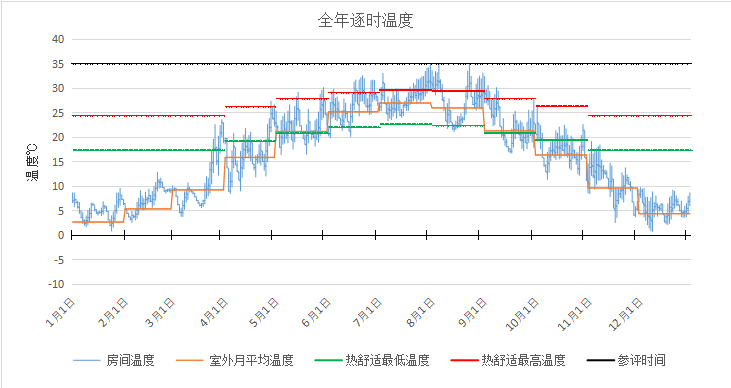 全年逐时温度
40
35
30
25
20
15
10
5
0
-5
-10
温度℃
1月1日
2月1日
3月1日
4月1日
5月1日
6月1日
7月1日
8月1日
9月1日
10月1日
11月1日
12月1日
房间温度 室外月平均温度 热舒适最低温度 热舒适最高温度 参评时间